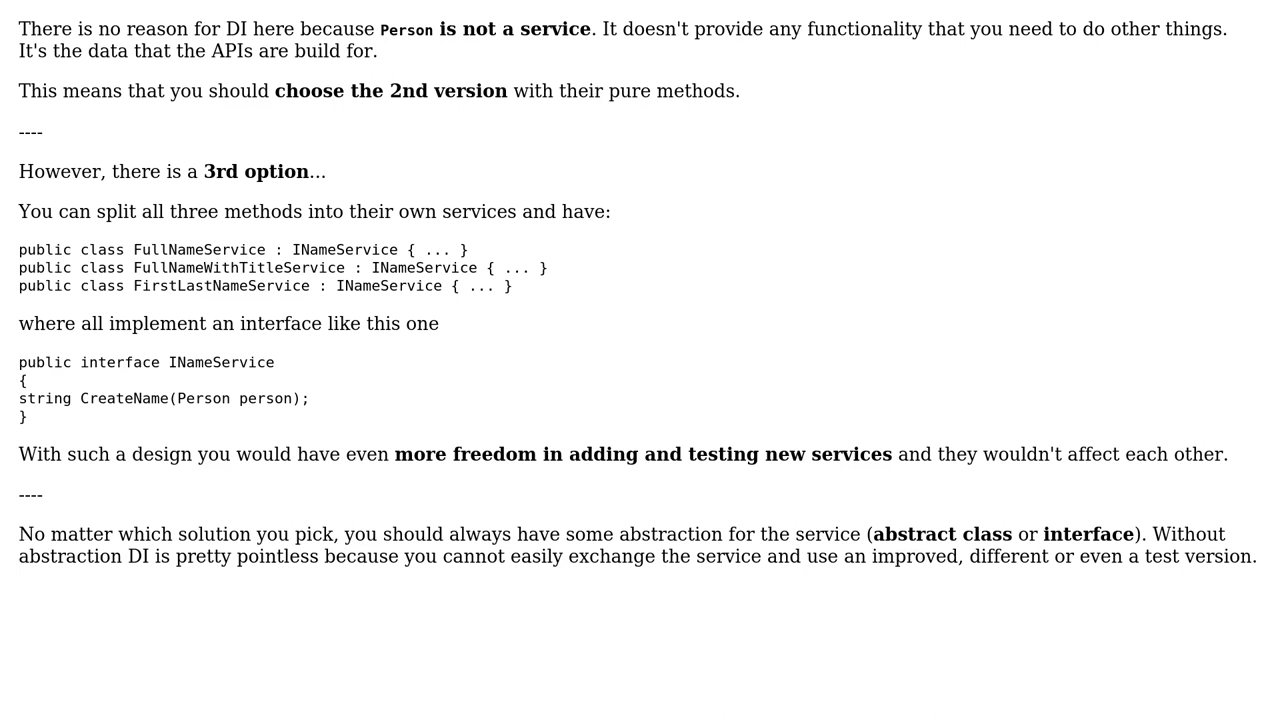 There is no reason for DI here because Person is not a service. It doesn't provide any functionality that you need to do other things.
It's the data that the APIs are build for.
This means that you should choose the 2nd version with their pure methods.
----
However, there is a 3rd option...
You can split all three methods into their own services and have:
public class FullNameService : INameService { ... }
public class FullNameWithTitleService : INameService { ... }
public class FirstLastNameService : INameService { ... }
where all implement an interface like this one
public interface INameService
{
string CreateName(Person person);
}
With such a design you would have even more freedom in adding and testing new services and they wouldn't affect each other.
----
No matter which solution you pick, you should always have some abstraction for the service (abstract class or interface). Without
abstraction DI is pretty pointless because you cannot easily exchange the service and use an improved, different or even a test version.